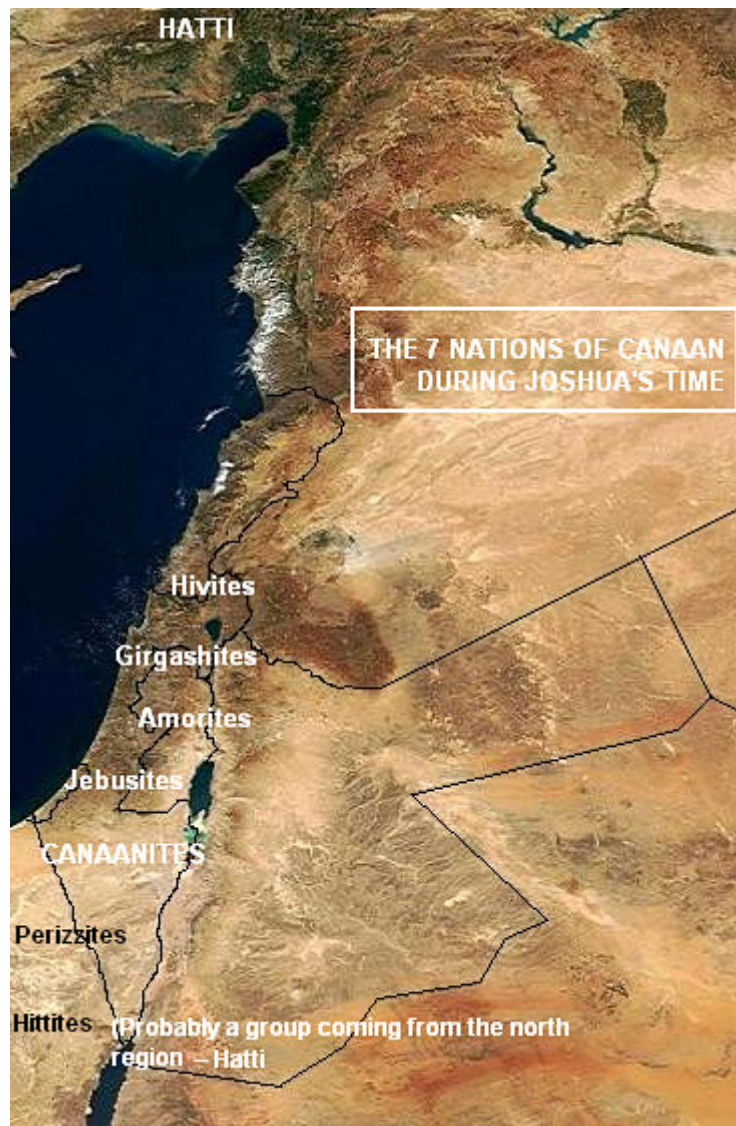 HATTI
THE 7 NATIONS OF CANAAN
DURING JOSHUA'S TIME
Hivites
Girgashites
Amorites
Jebusites
CANAANITES
Perizzites
Hittites
(Probably a group coming from the north
region – Hatti